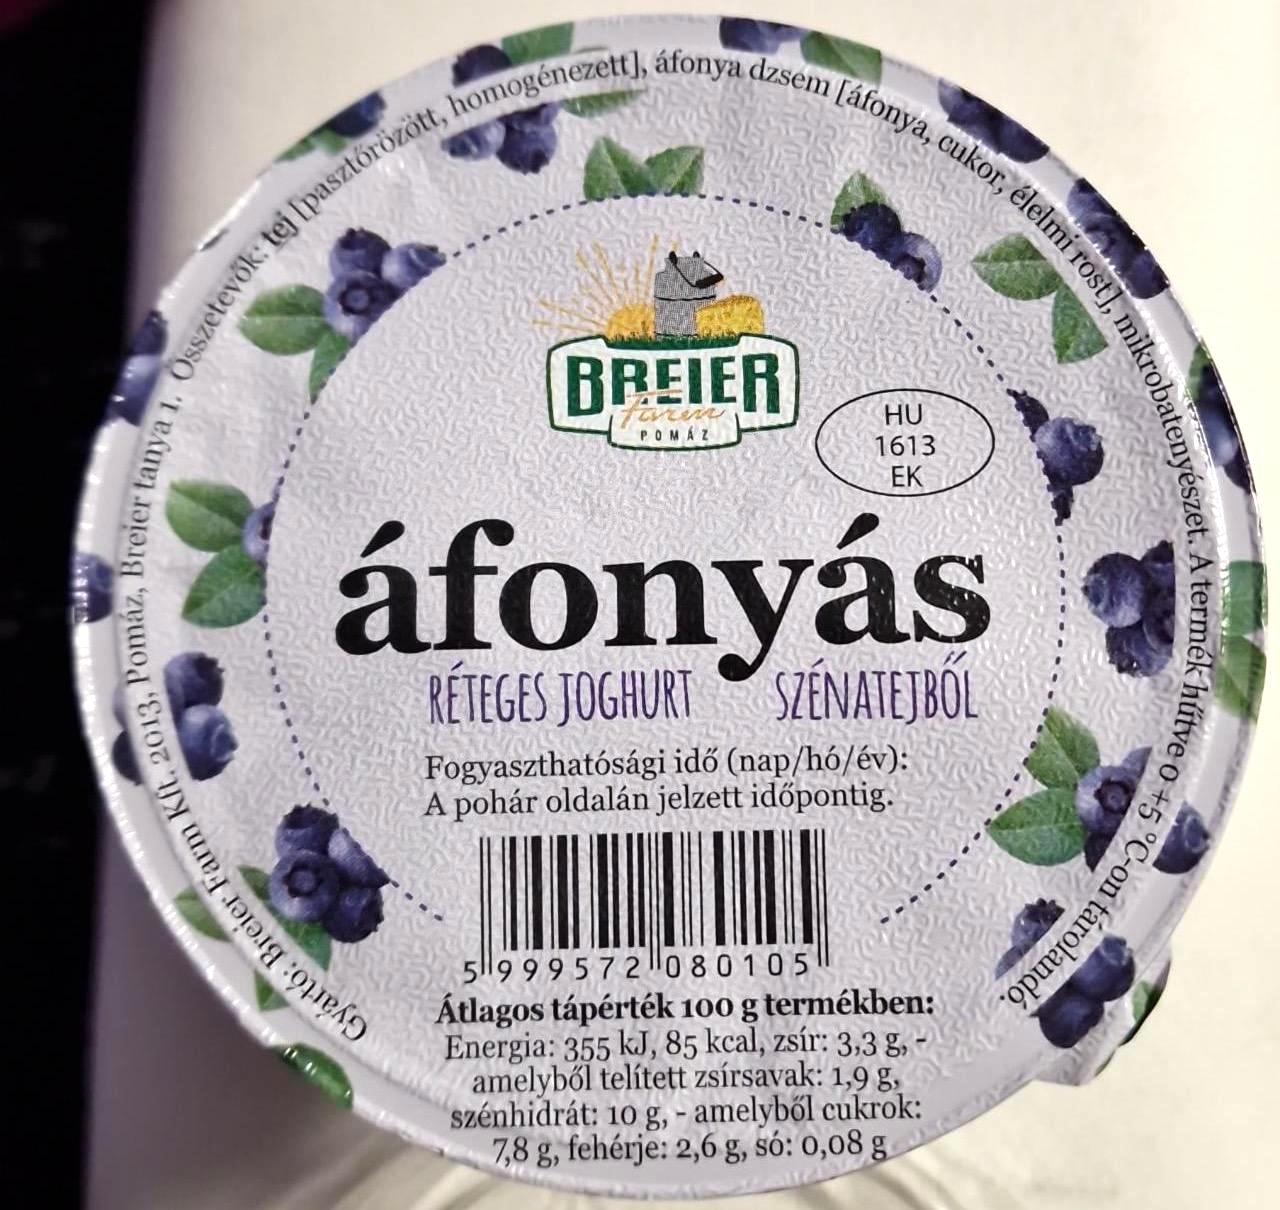 Gyártó: Breier Farm Kft. 2013, Pomáz, Breier tanya 1. Összetevők: tej [pasztőrözött, homogénezett], áfonya dzsem [áfonya, cukor, élelmi rost], mikrobatenyészet. A termék hűtve 0 +5 °C-on tárolandó.
BREIER
Farm
POMÁZ
HU
1613
EK
áfonyás
RÉTEGES JOGHURT SZÉNATEJBŐL
Fogyaszthatósági idő (nap/hó/év):
A pohár oldalán jelzett időpontig.
5 999572 080105
Átlagos tápérték 100 g termékben:
Energia: 355 kJ, 85 kcal, zsír: 3,3 g, -
amelyből telített zsírsavak: 1,9 g,
szénhidrát: 10 g, - amelyből cukrok:
7,8 g, fehérje: 2,6 g, só: 0,08 g